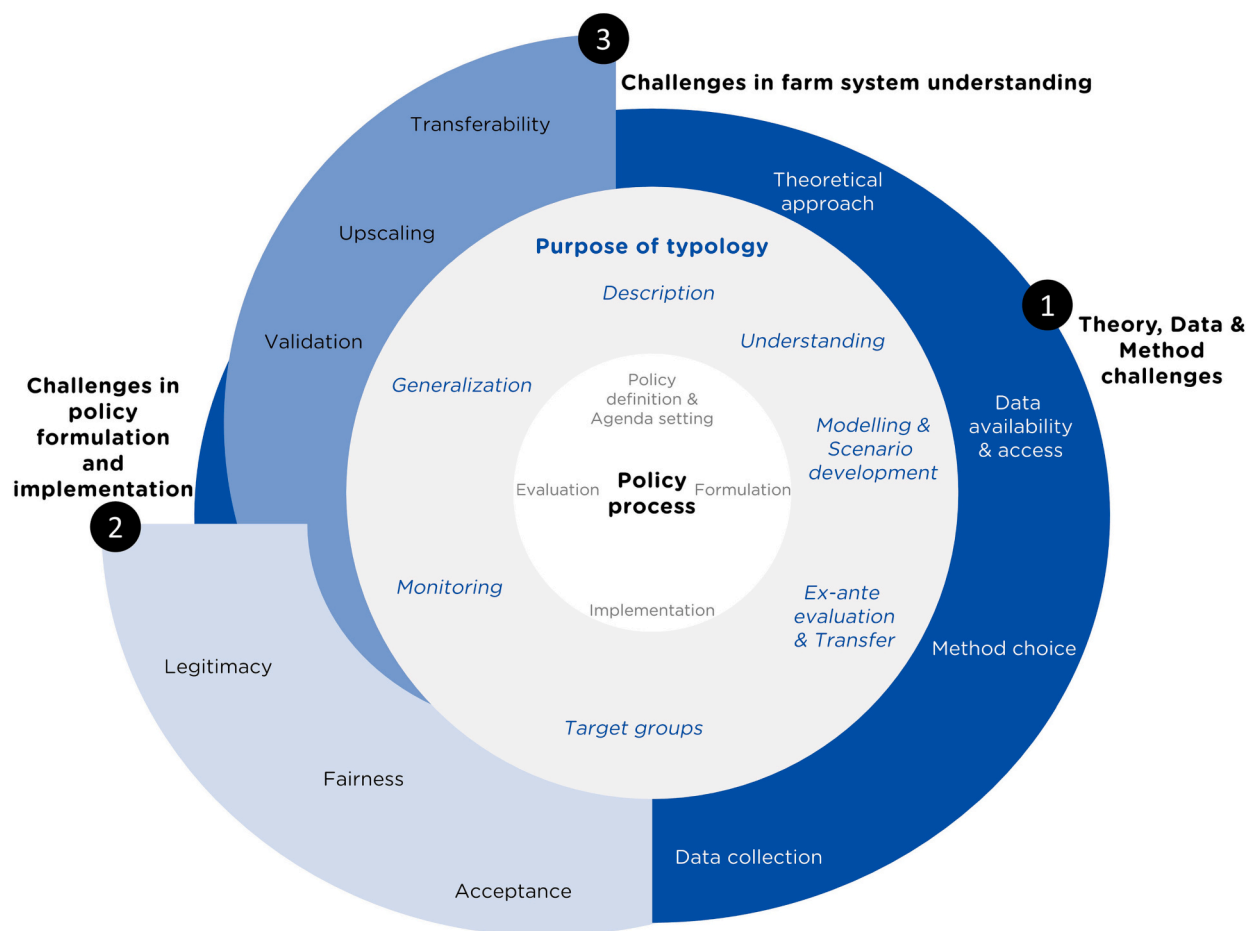 3
Challenges in farm system understanding
Transferability
Upscaling
Validation
Theoretical
approach
1
Theory, Data &
Method
challenges
Data
availability
& access
Method choice
Data collection
Challenges in
policy
formulation
and
implementation
2
Legitimacy
Fairness
Acceptance
Purpose of typology
Description
Understanding
Modelling &
Scenario
development
Ex-ante
evaluation
& Transfer
Target groups
Monitoring
Generalization
Policy
definition &
Agenda setting
Evaluation
Policy
process
Formulation
Implementation